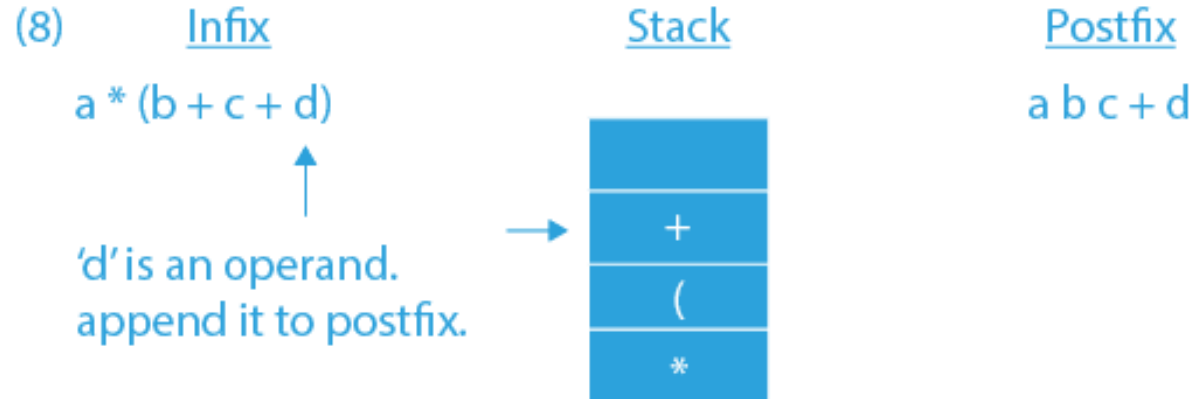 (8) Infix Stack Postfix
a * (b + c + d) a b c + d
+
‘d’ is an operand.
(
append it to postfix.
*